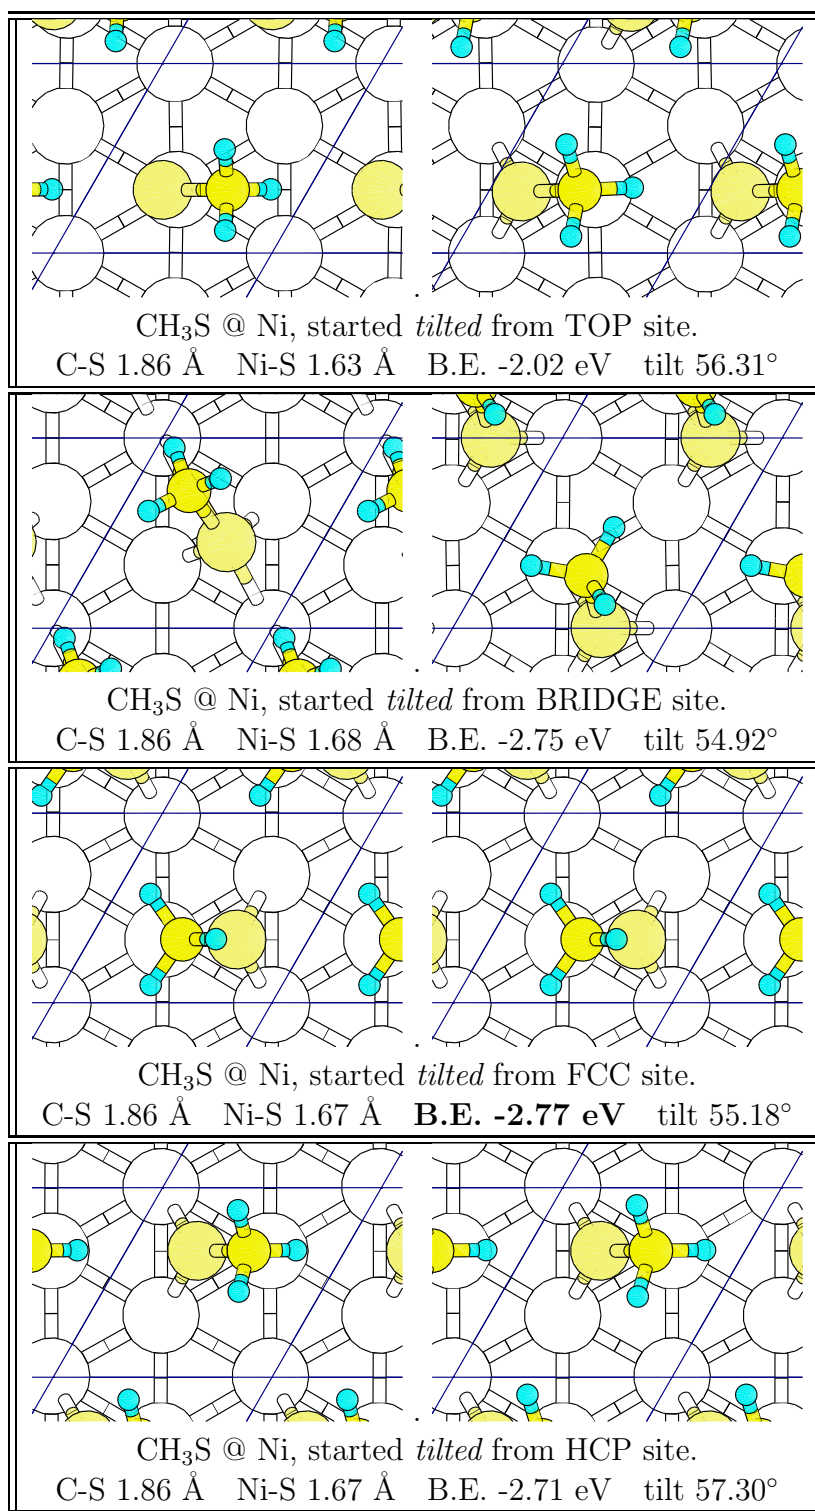 CH₃S @ Ni, started tilted from TOP site.
C-S 1.86 Å Ni-S 1.63 Å B.E. -2.02 eV tilt 56.31°
CH₃S @ Ni, started tilted from BRIDGE site.
C-S 1.86 Å Ni-S 1.68 Å B.E. -2.75 eV tilt 54.92°
CH₃S @ Ni, started tilted from FCC site.
C-S 1.86 Å Ni-S 1.67 Å B.E. -2.77 eV tilt 55.18°
CH₃S @ Ni, started tilted from HCP site.
C-S 1.86 Å Ni-S 1.67 Å B.E. -2.71 eV tilt 57.30°